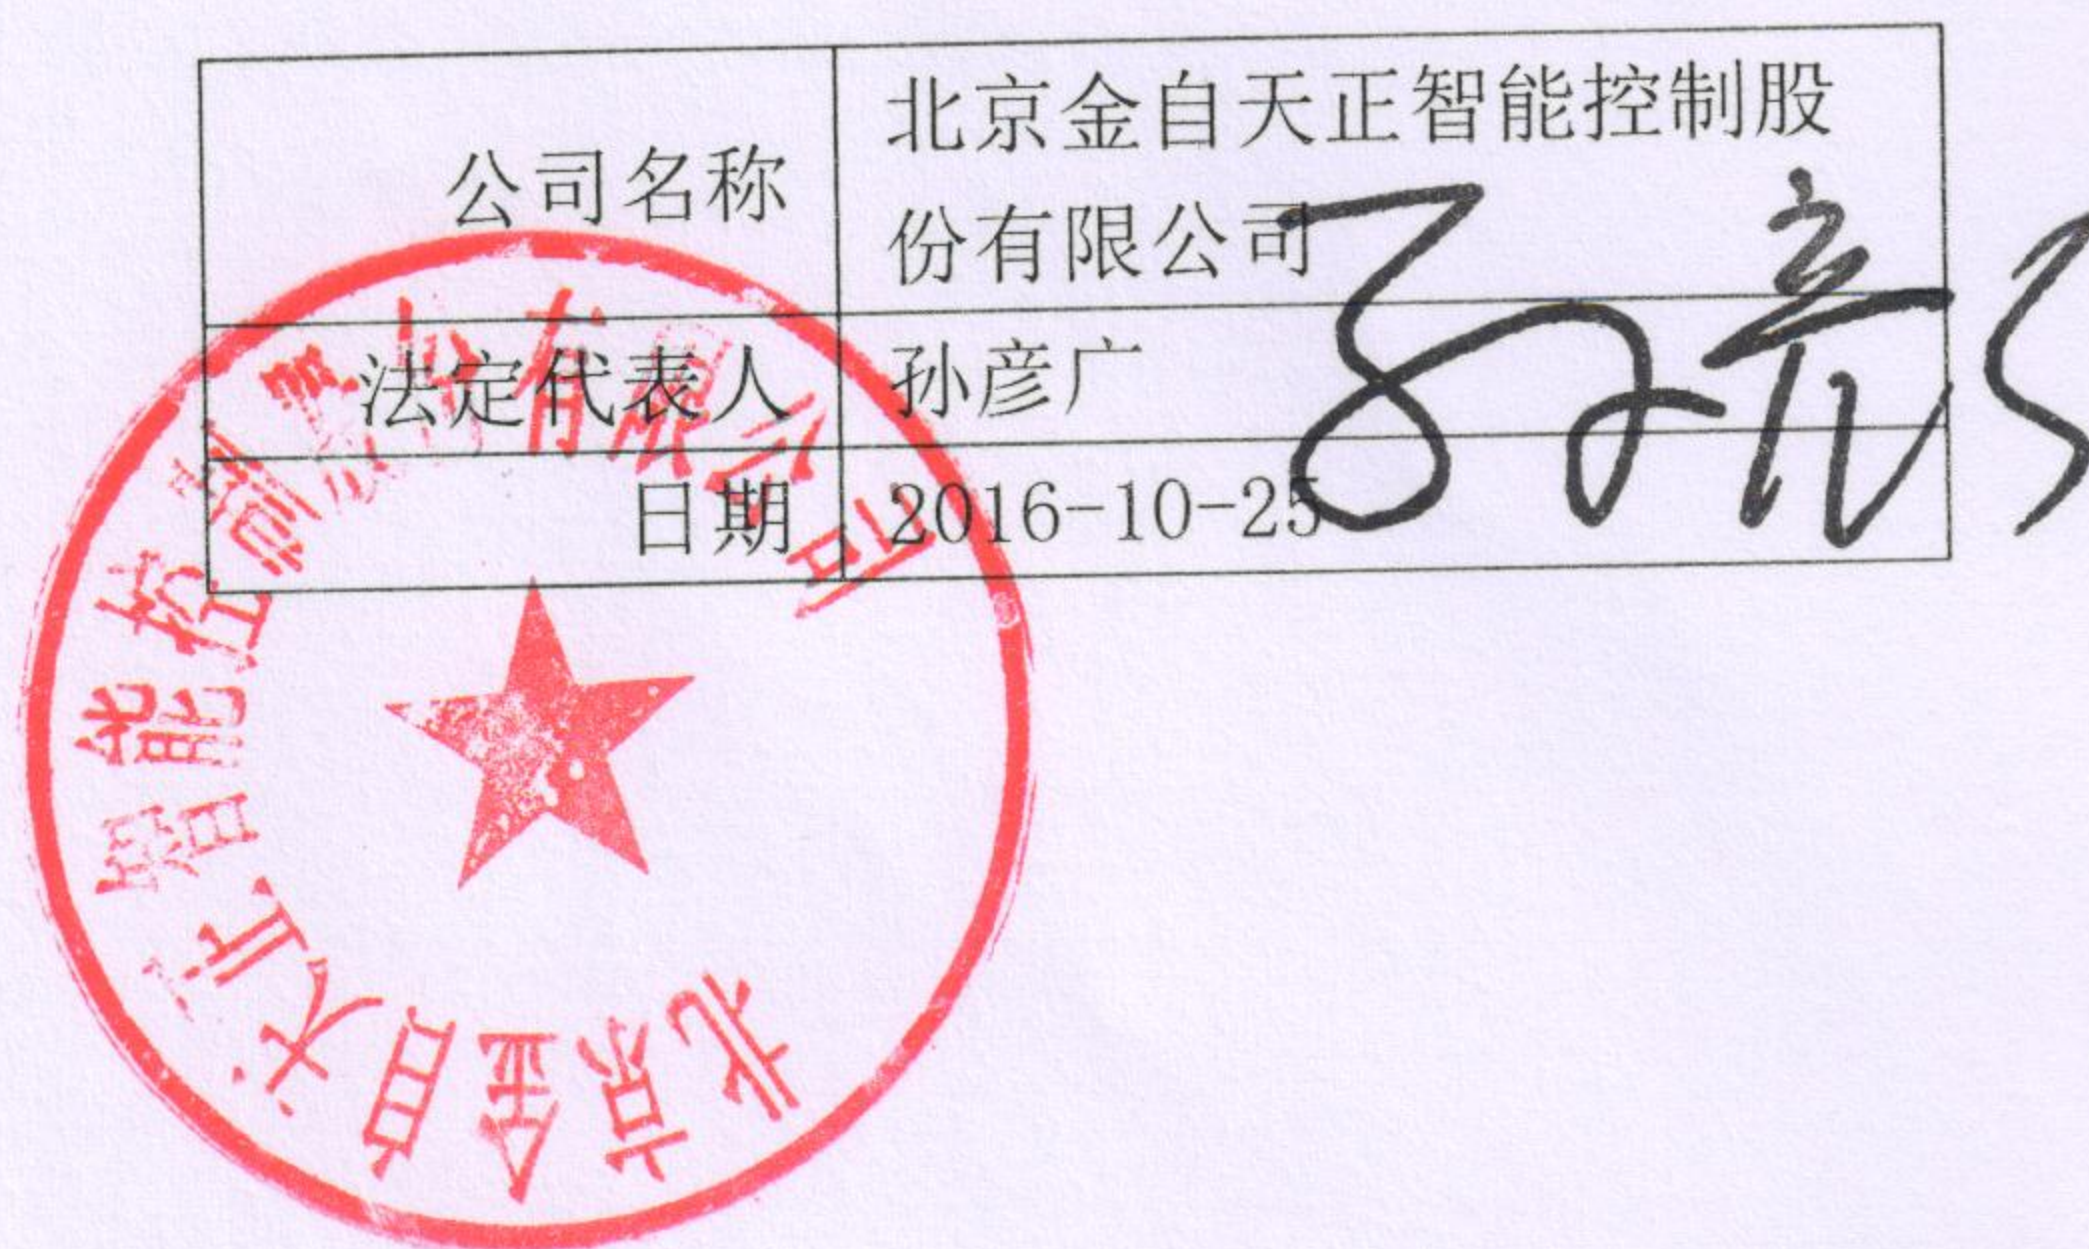 公司名称
北京金自天正智能控制股
份有限公司
法定代表人
孙彦广
日期
2016-10-25
北京金自天正智能控制股份有限公司